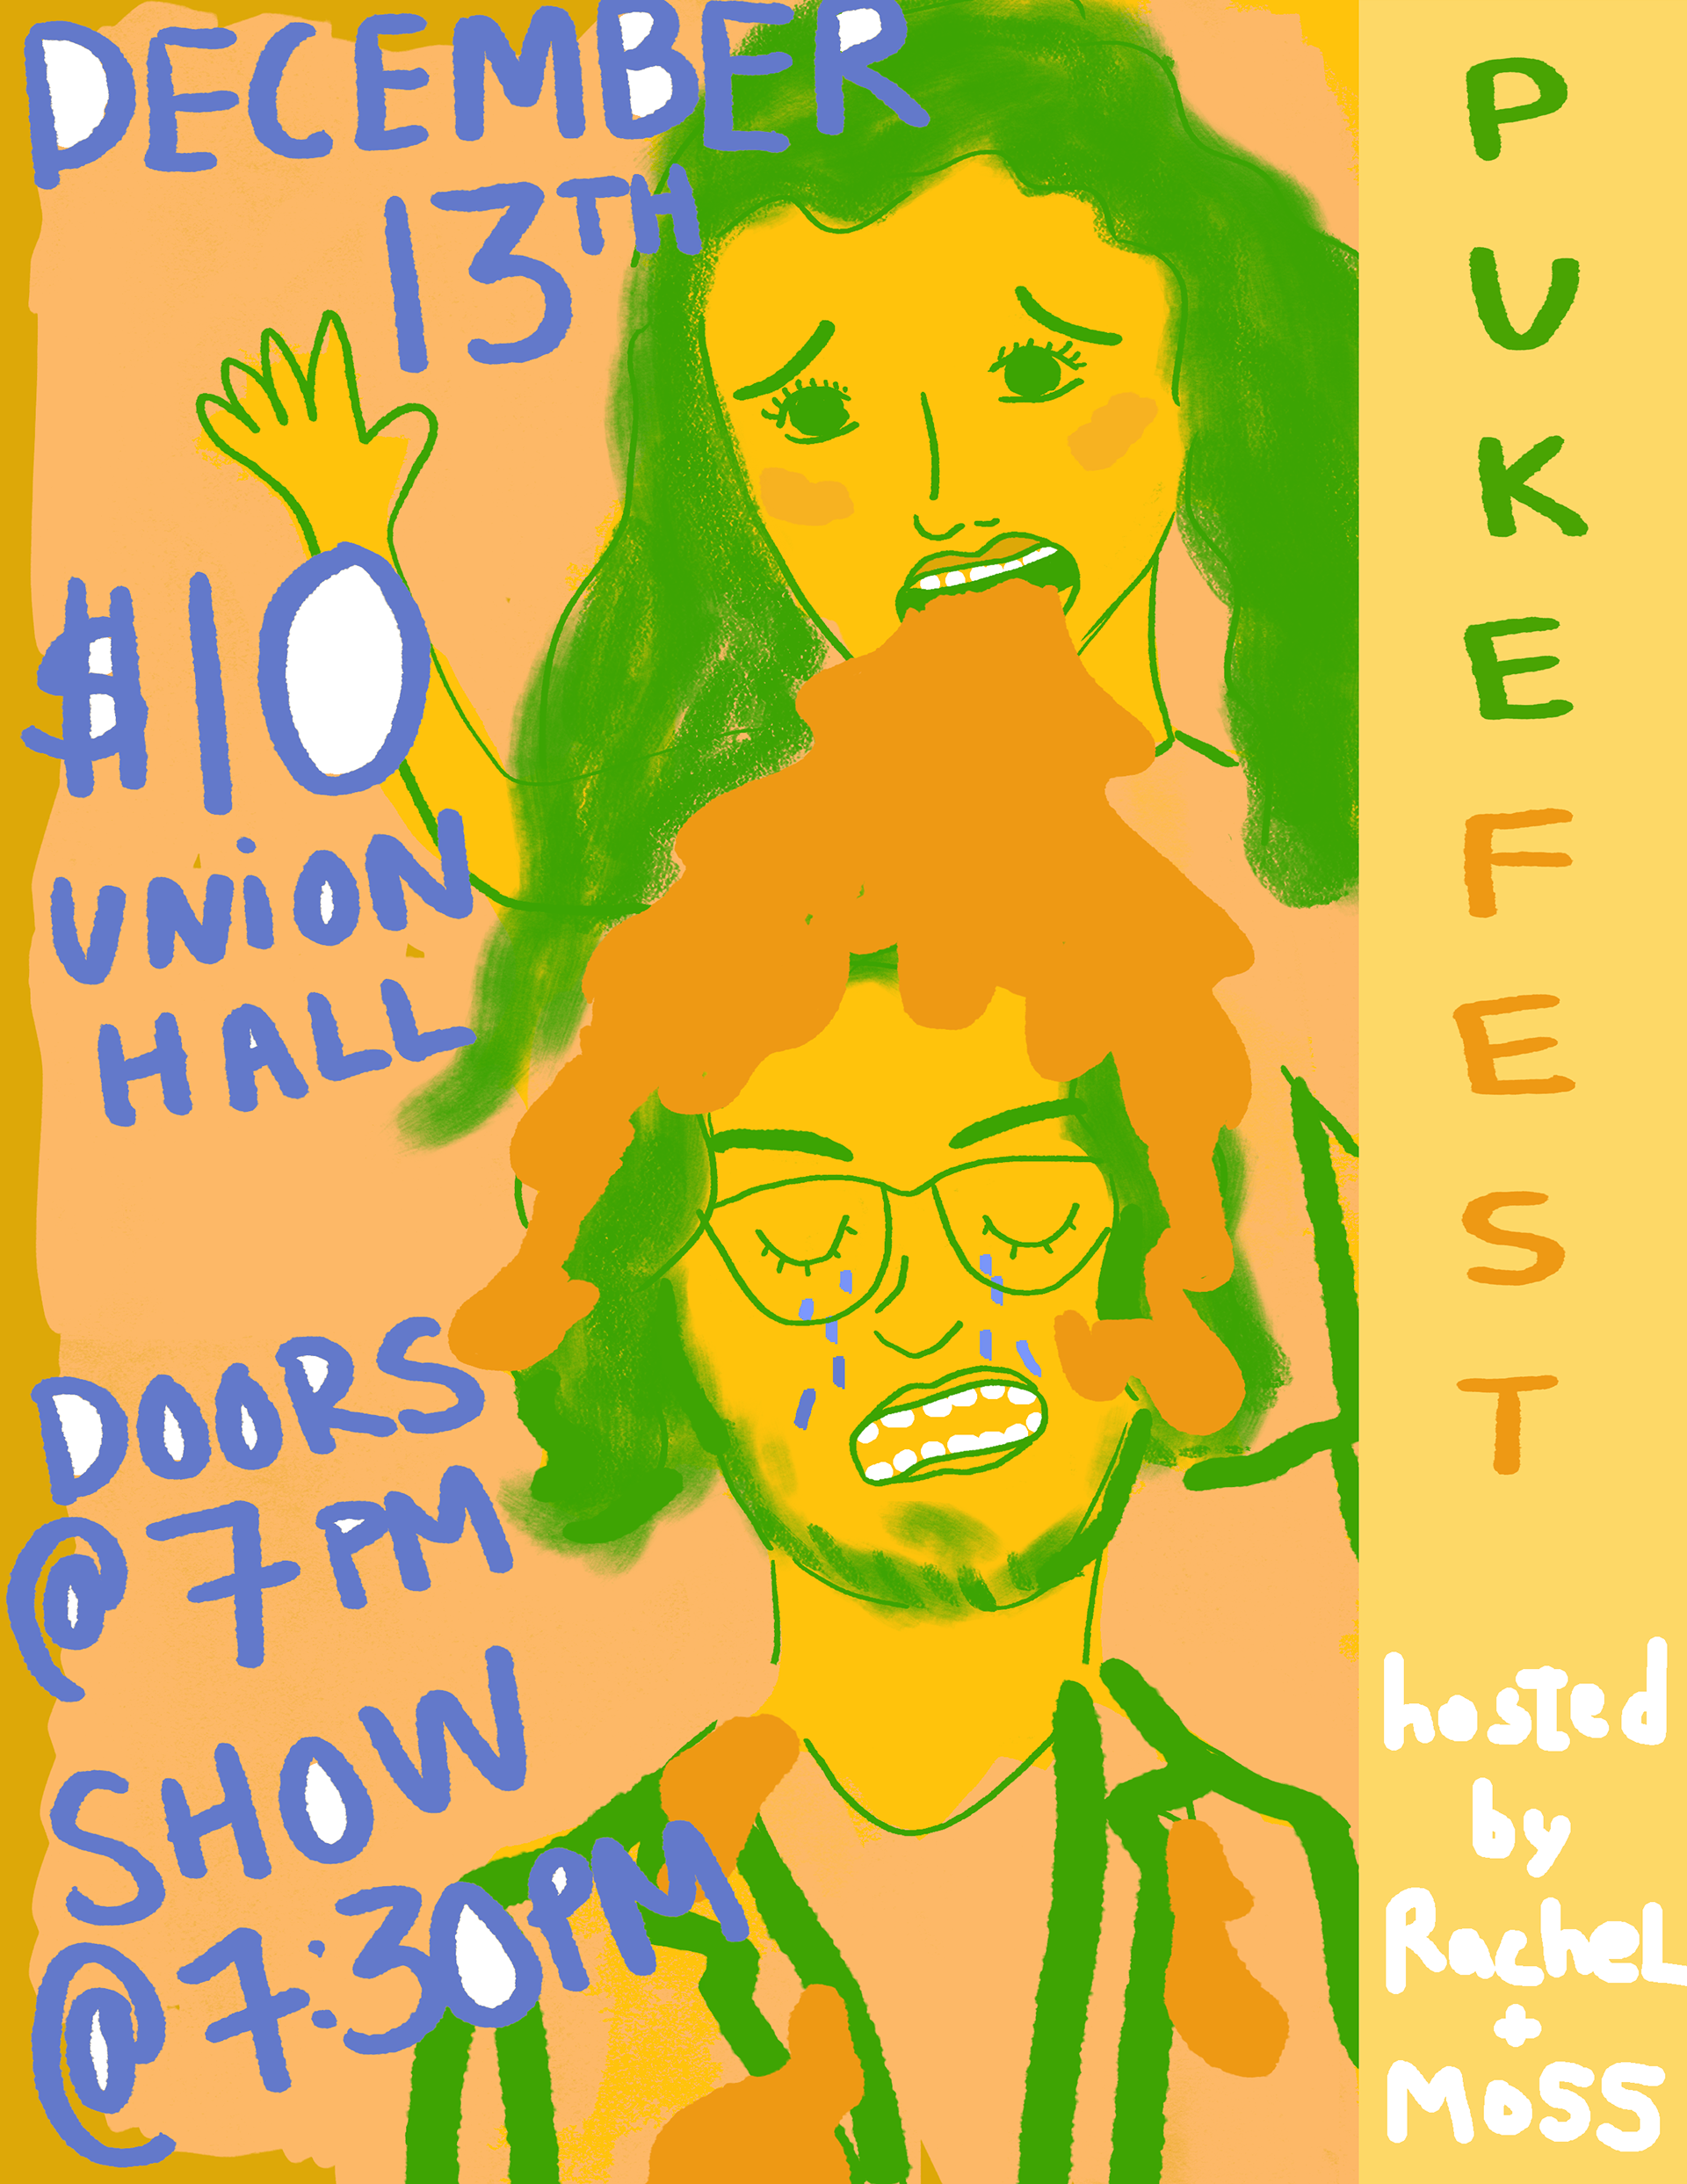 DECEMBER
13TH
$10
UNiON
HALL
DOORS
@ 7PM
SHOW
@ 7:30PM
PUKE
FEST
hosted
by
RacheL
+
Moss